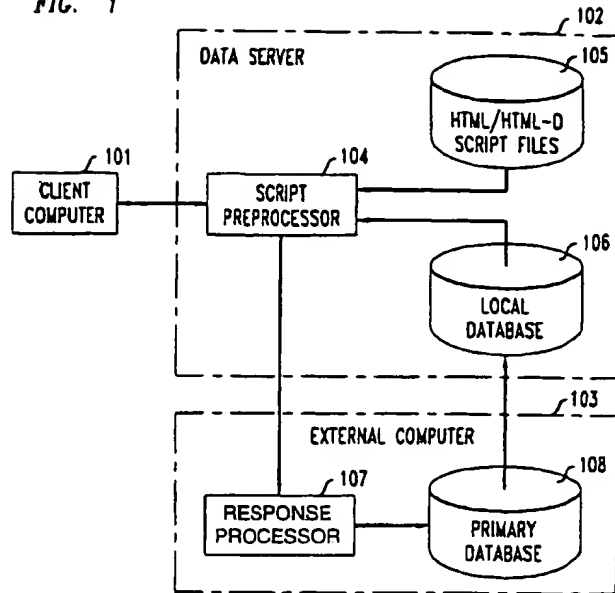 FIG. 1
102
DATA SERVER
105
HTML/HTML-D
SCRIPT FILES
101
104
CLIENT
COMPUTER
SCRIPT
PREPROCESSOR
106
LOCAL
DATABASE
103
EXTERNAL COMPUTER
107
108
RESPONSE
PROCESSOR
PRIMARY
DATABASE